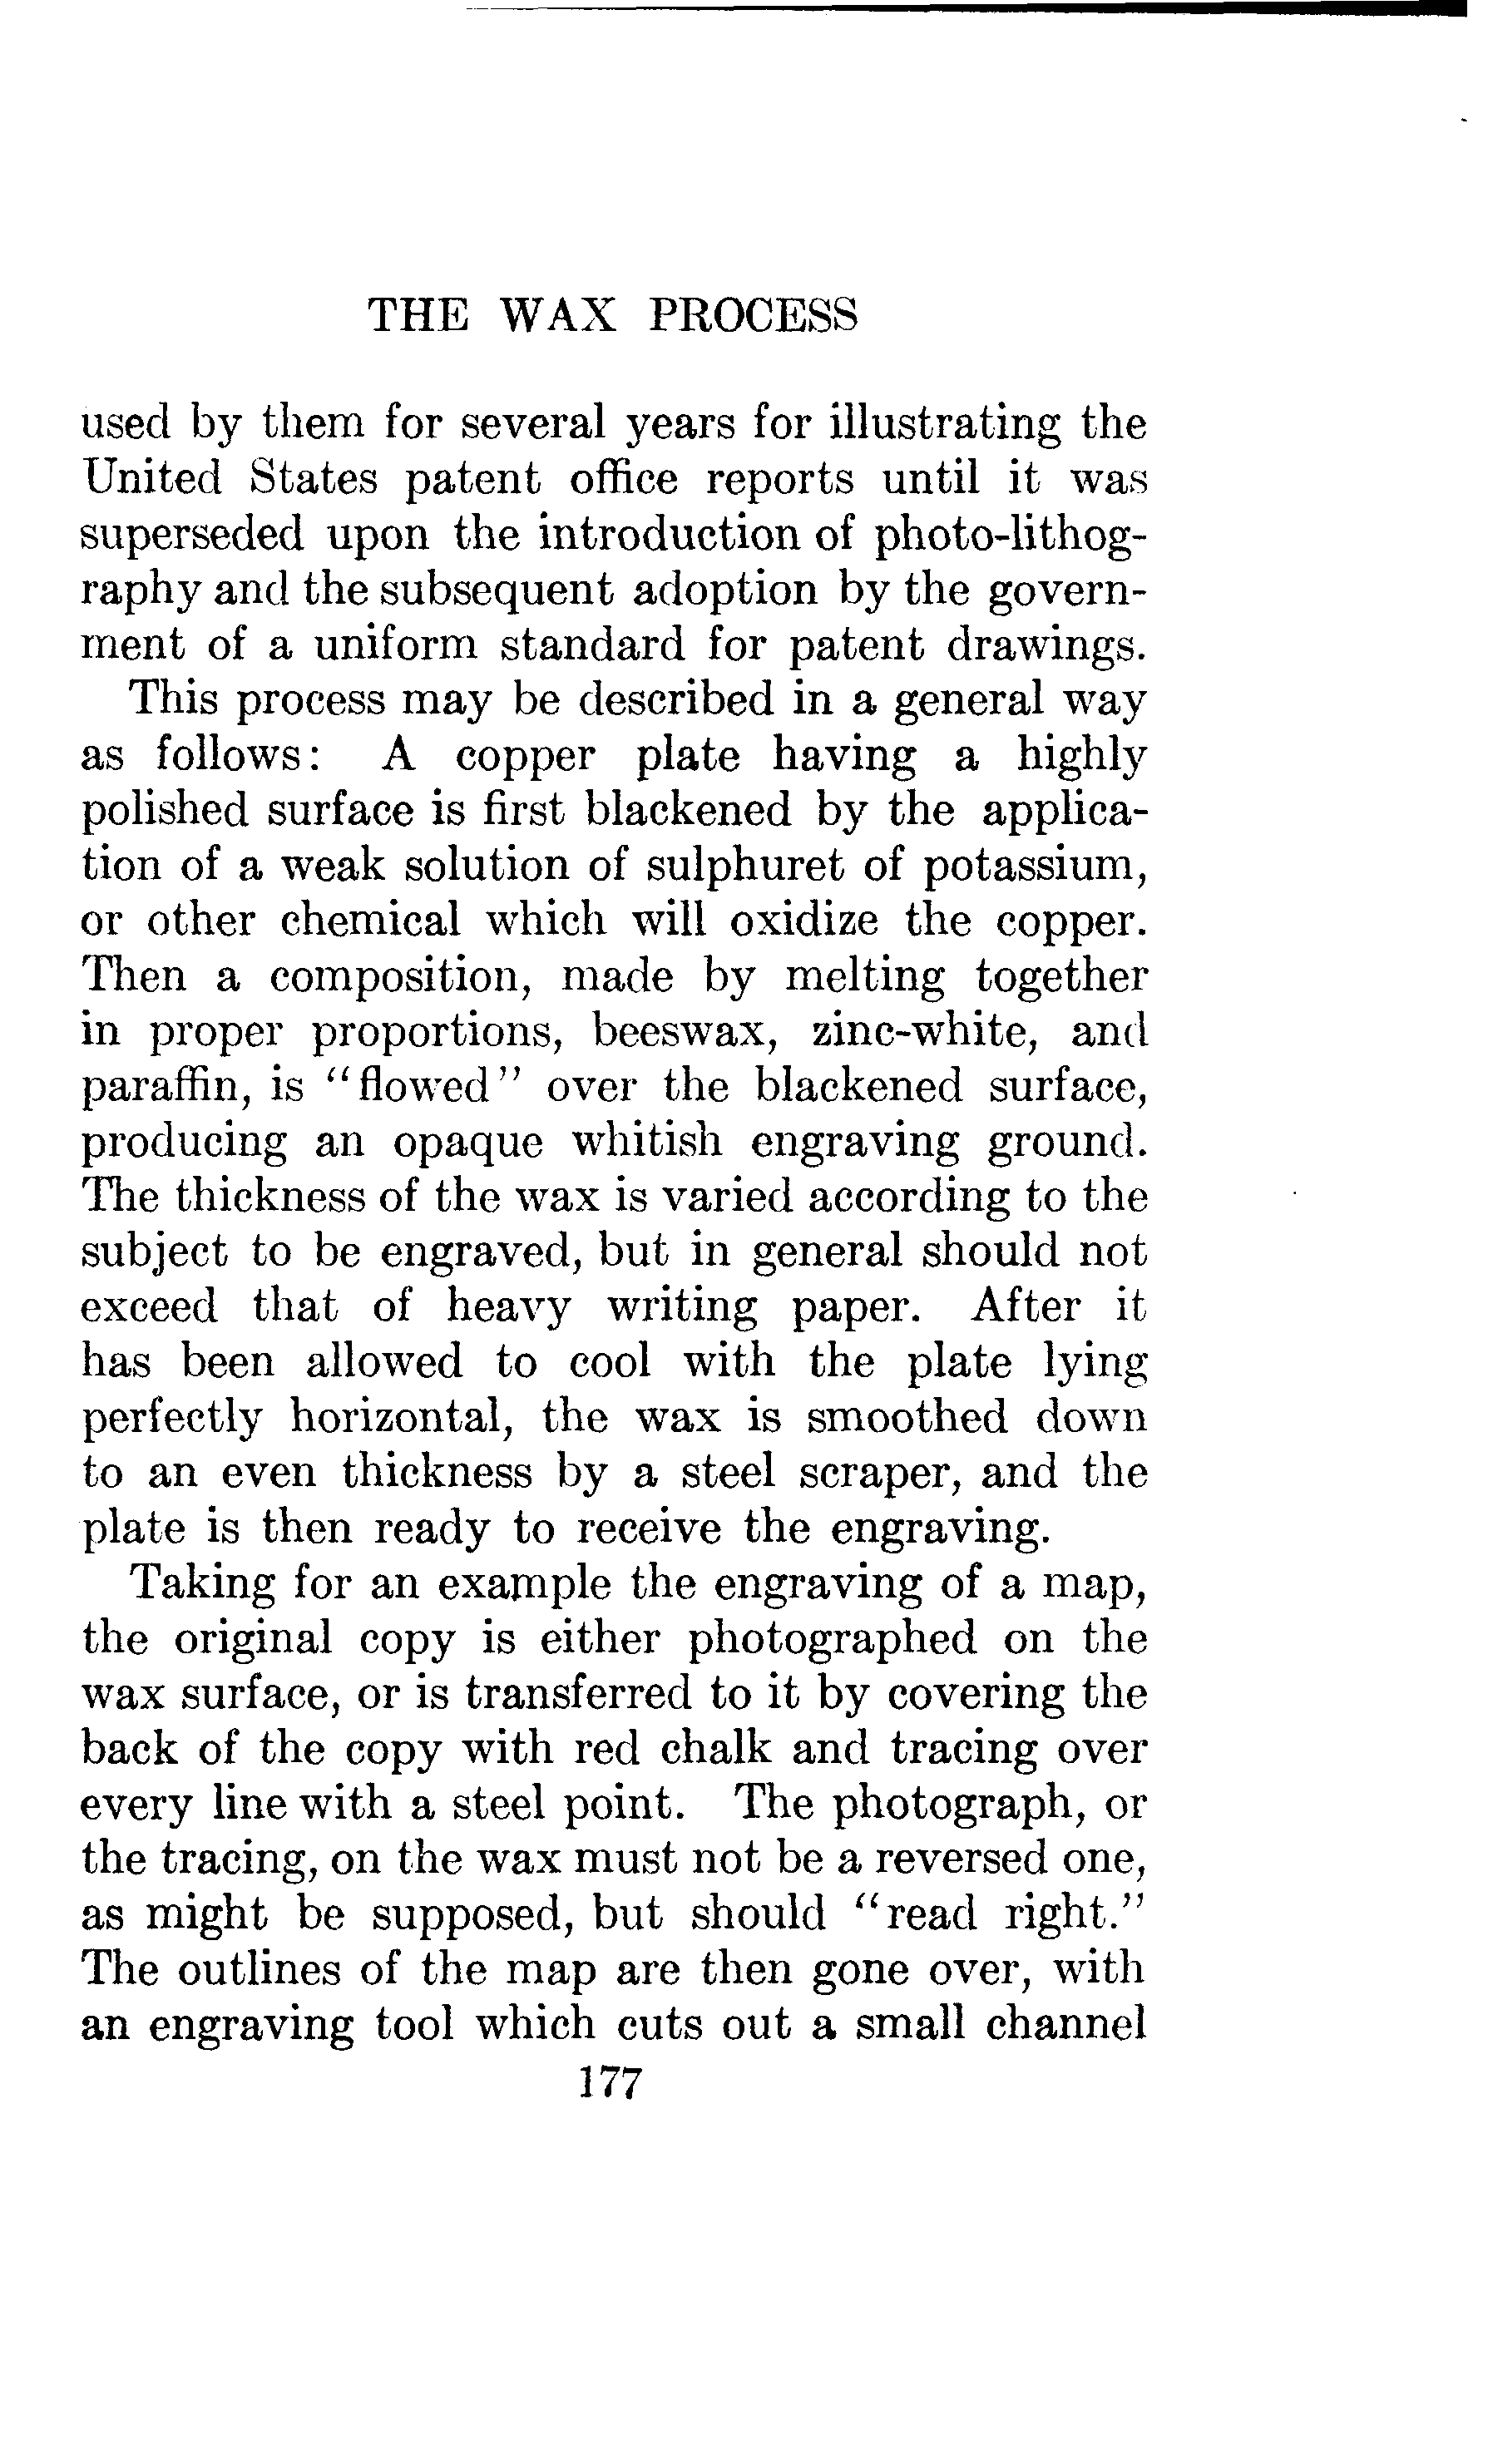 THE WAX PROCESS
used by them for several years for illustrating the
United States patent office reports until it was
superseded upon the introduction of photo-lithog-
raphy and the subsequent adoption by the govern-
ment of a uniform standard for patent drawings.
This process may be described in a general way
as follows: A copper plate having a highly
polished surface is first blackened by the applica-
tion of a weak solution of sulphuret of potassium,
or other chemical which will oxidize the copper.
Then a composition, made by melting together
in proper proportions, beeswax, zinc-white, and
paraffin, is "flowed" over the blackened surface,
producing an opaque whitish engraving ground.
The thickness of the wax is varied according to the
subject to be engraved, but in general should not
exceed that of heavy writing paper. After it
has been allowed to cool with the plate lying
perfectly horizontal, the wax is smoothed down
to an even thickness by a steel scraper, and the
plate is then ready to receive the engraving.
Taking for an example the engraving of a map,
the original copy is either photographed on the
wax surface, or is transferred to it by covering the
back of the copy with red chalk and tracing over
every line with a steel point. The photograph, or
the tracing, on the wax must not be a reversed one,
as might be supposed, but should "read right."
The outlines of the map are then gone over, with
an engraving tool which cuts out a small channel
177